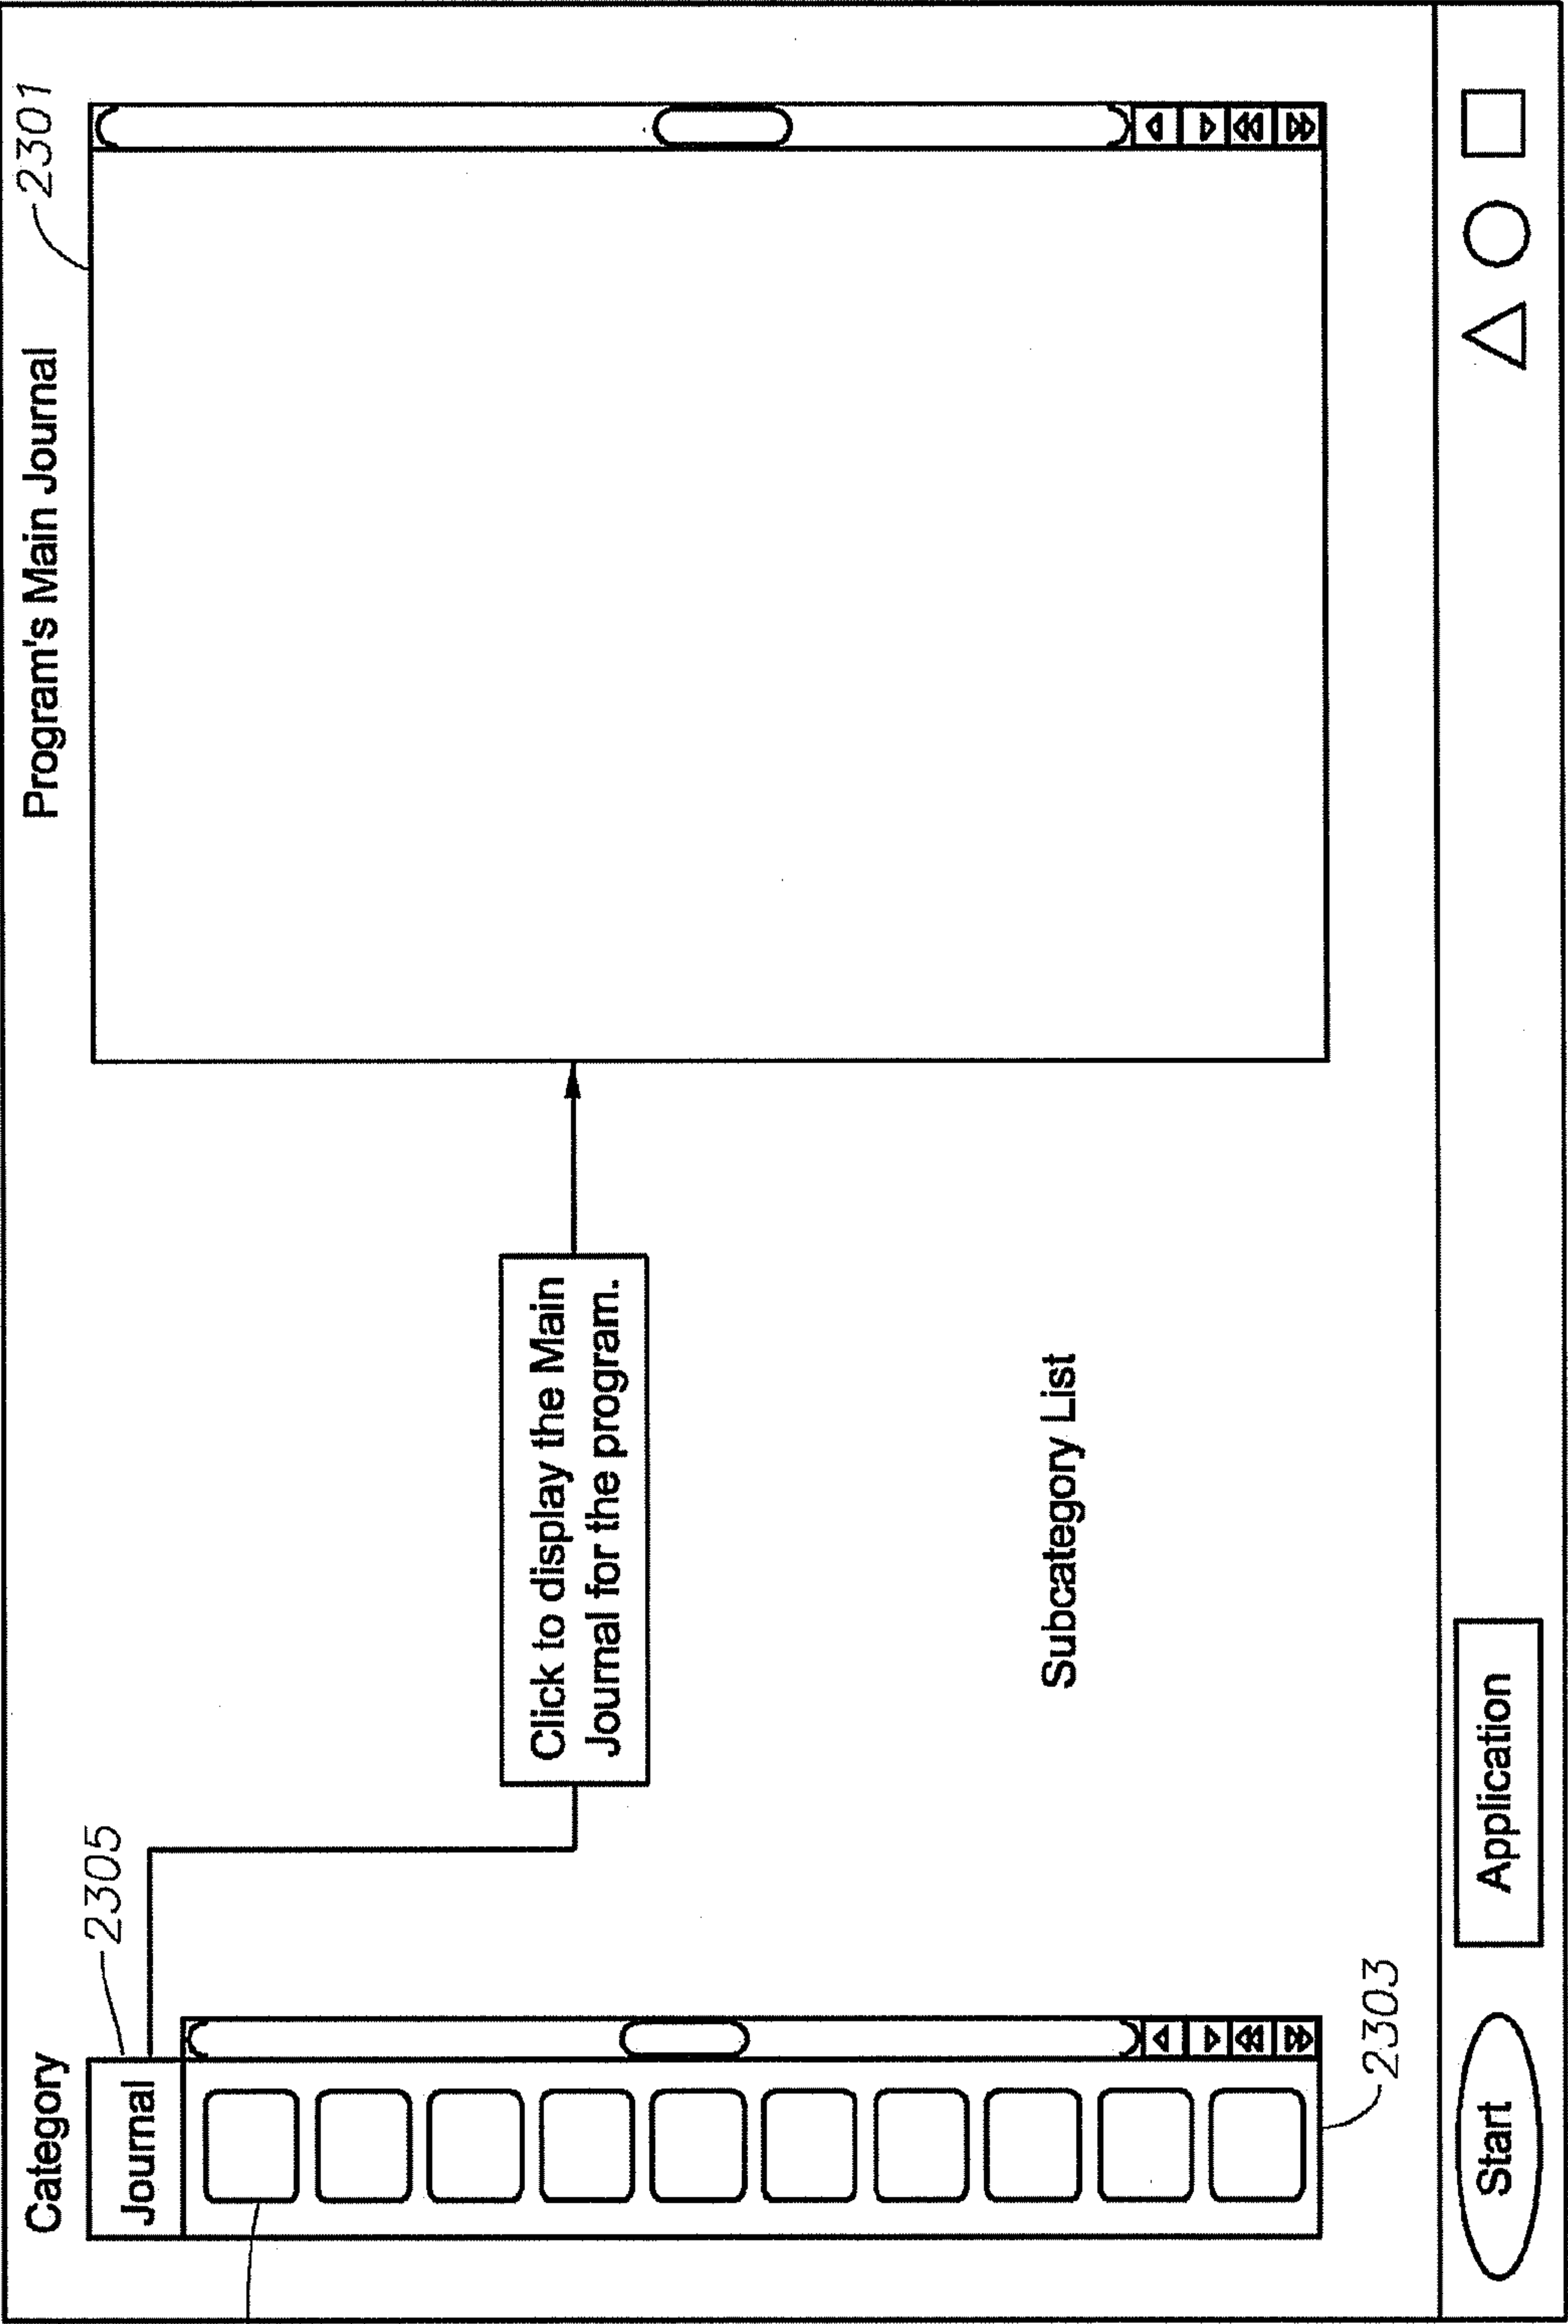 Category
Program's Main Journal
2301
2305
Journal
Click to display the Main
Journal for the program.
Subcategory List
2303
Start
Application